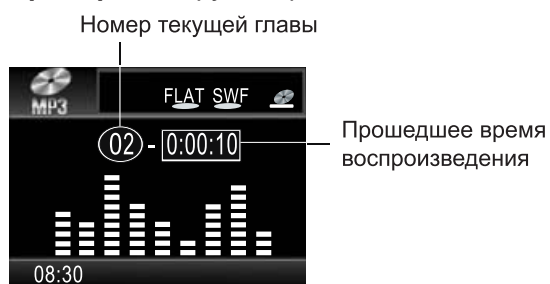 Номер текущей главы
MP3
FLAT SWF
02 - 0:00:10
Прошедшее время
воспроизведения
08:30